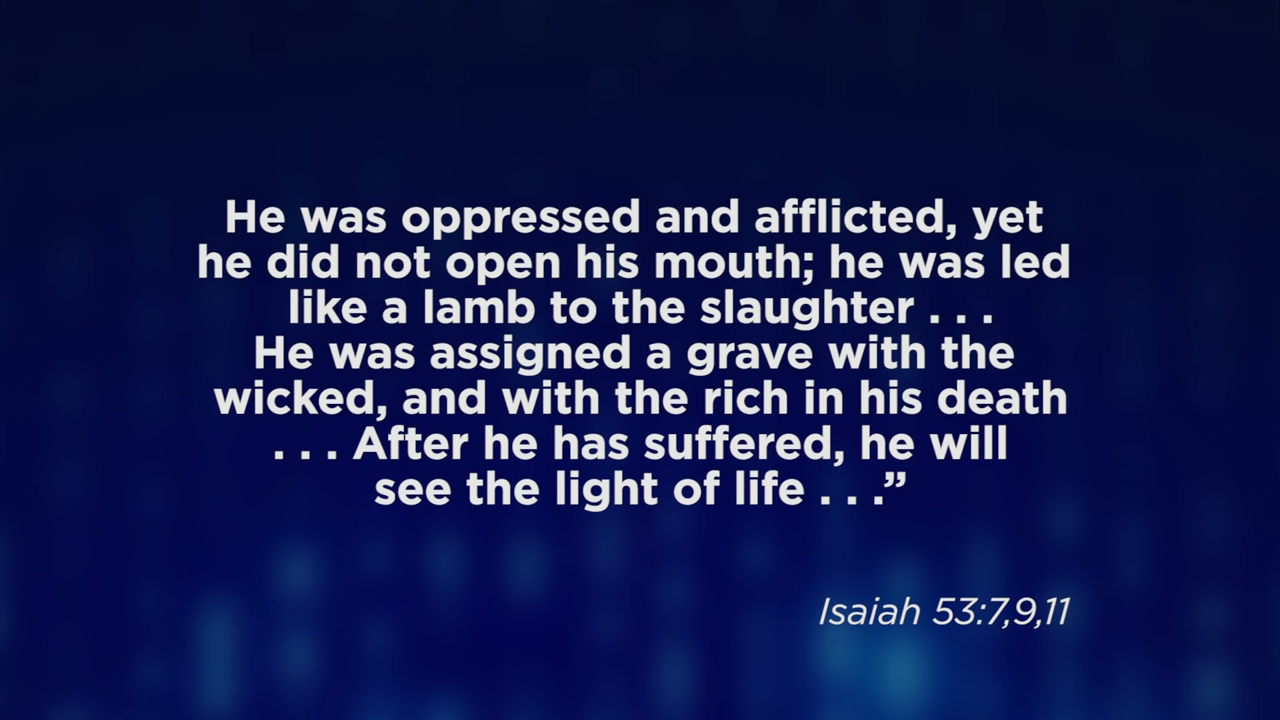 He was oppressed and afflicted, yet
he did not open his mouth; he was led
like a lamb to the slaughter . . .
He was assigned a grave with the
wicked, and with the rich in his death
. . . After he has suffered, he will
see the light of life . . .”
Isaiah 53:7,9,11